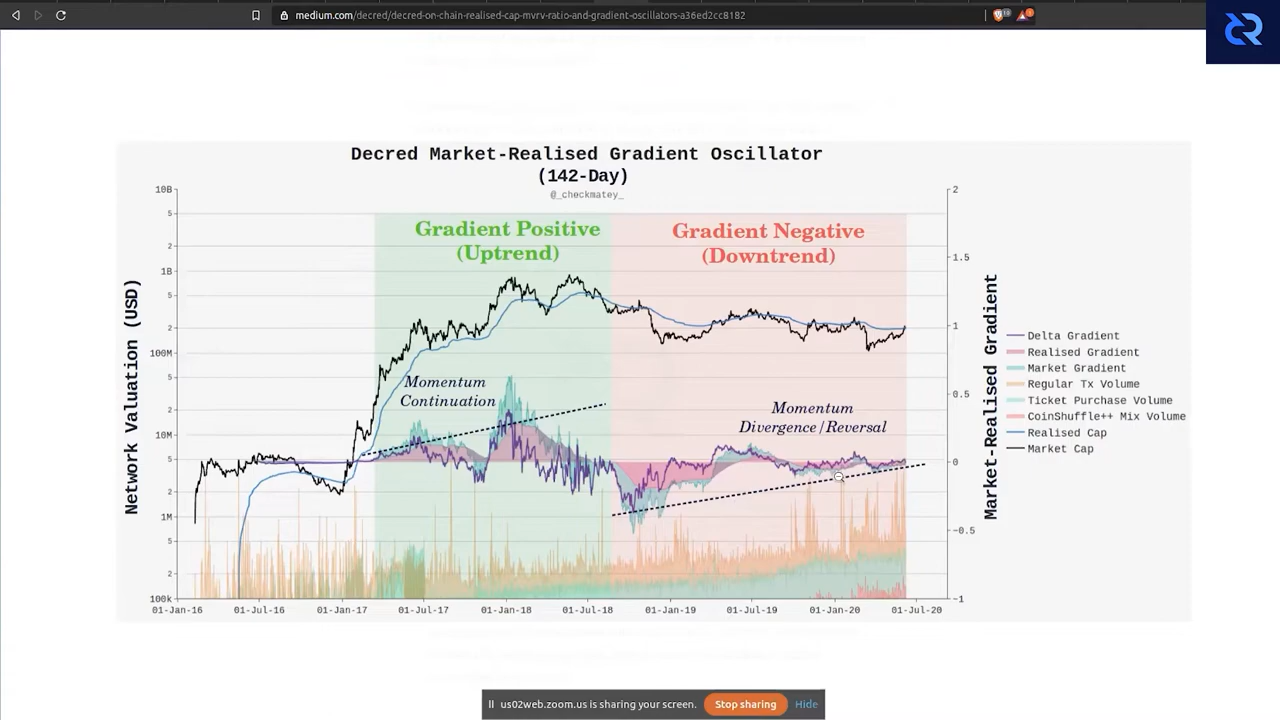 medium.com/decred/decred-on-chain-realised-cap-mvrv-ratio-and-gradient-oscillators-a36ed2cc8182
Decred Market-Realised Gradient Oscillator
(142-Day)
@_checkmatey_
Gradient Positive
(Uptrend)
Gradient Negative
(Downtrend)
Momentum
Continuation
Momentum
Divergence/Reversal
Network Valuation (USD)
10B
5
2
1B
5
2
100M
5
2
10M
5
2
1M
5
2
100k
01-Jan-16
01-Jul-16
01-Jan-17
01-Jul-17
01-Jan-18
01-Jul-18
01-Jan-19
01-Jul-19
01-Jan-20
01-Jul-20
2
1.5
1
0.5
0
−0.5
−1
Market-Realised Gradient
Delta Gradient
Realised Gradient
Market Gradient
Regular Tx Volume
Ticket Purchase Volume
CoinShuffle++ Mix Volume
Realised Cap
Market Cap
us02web.zoom.us is sharing your screen.
Stop sharing
Hide